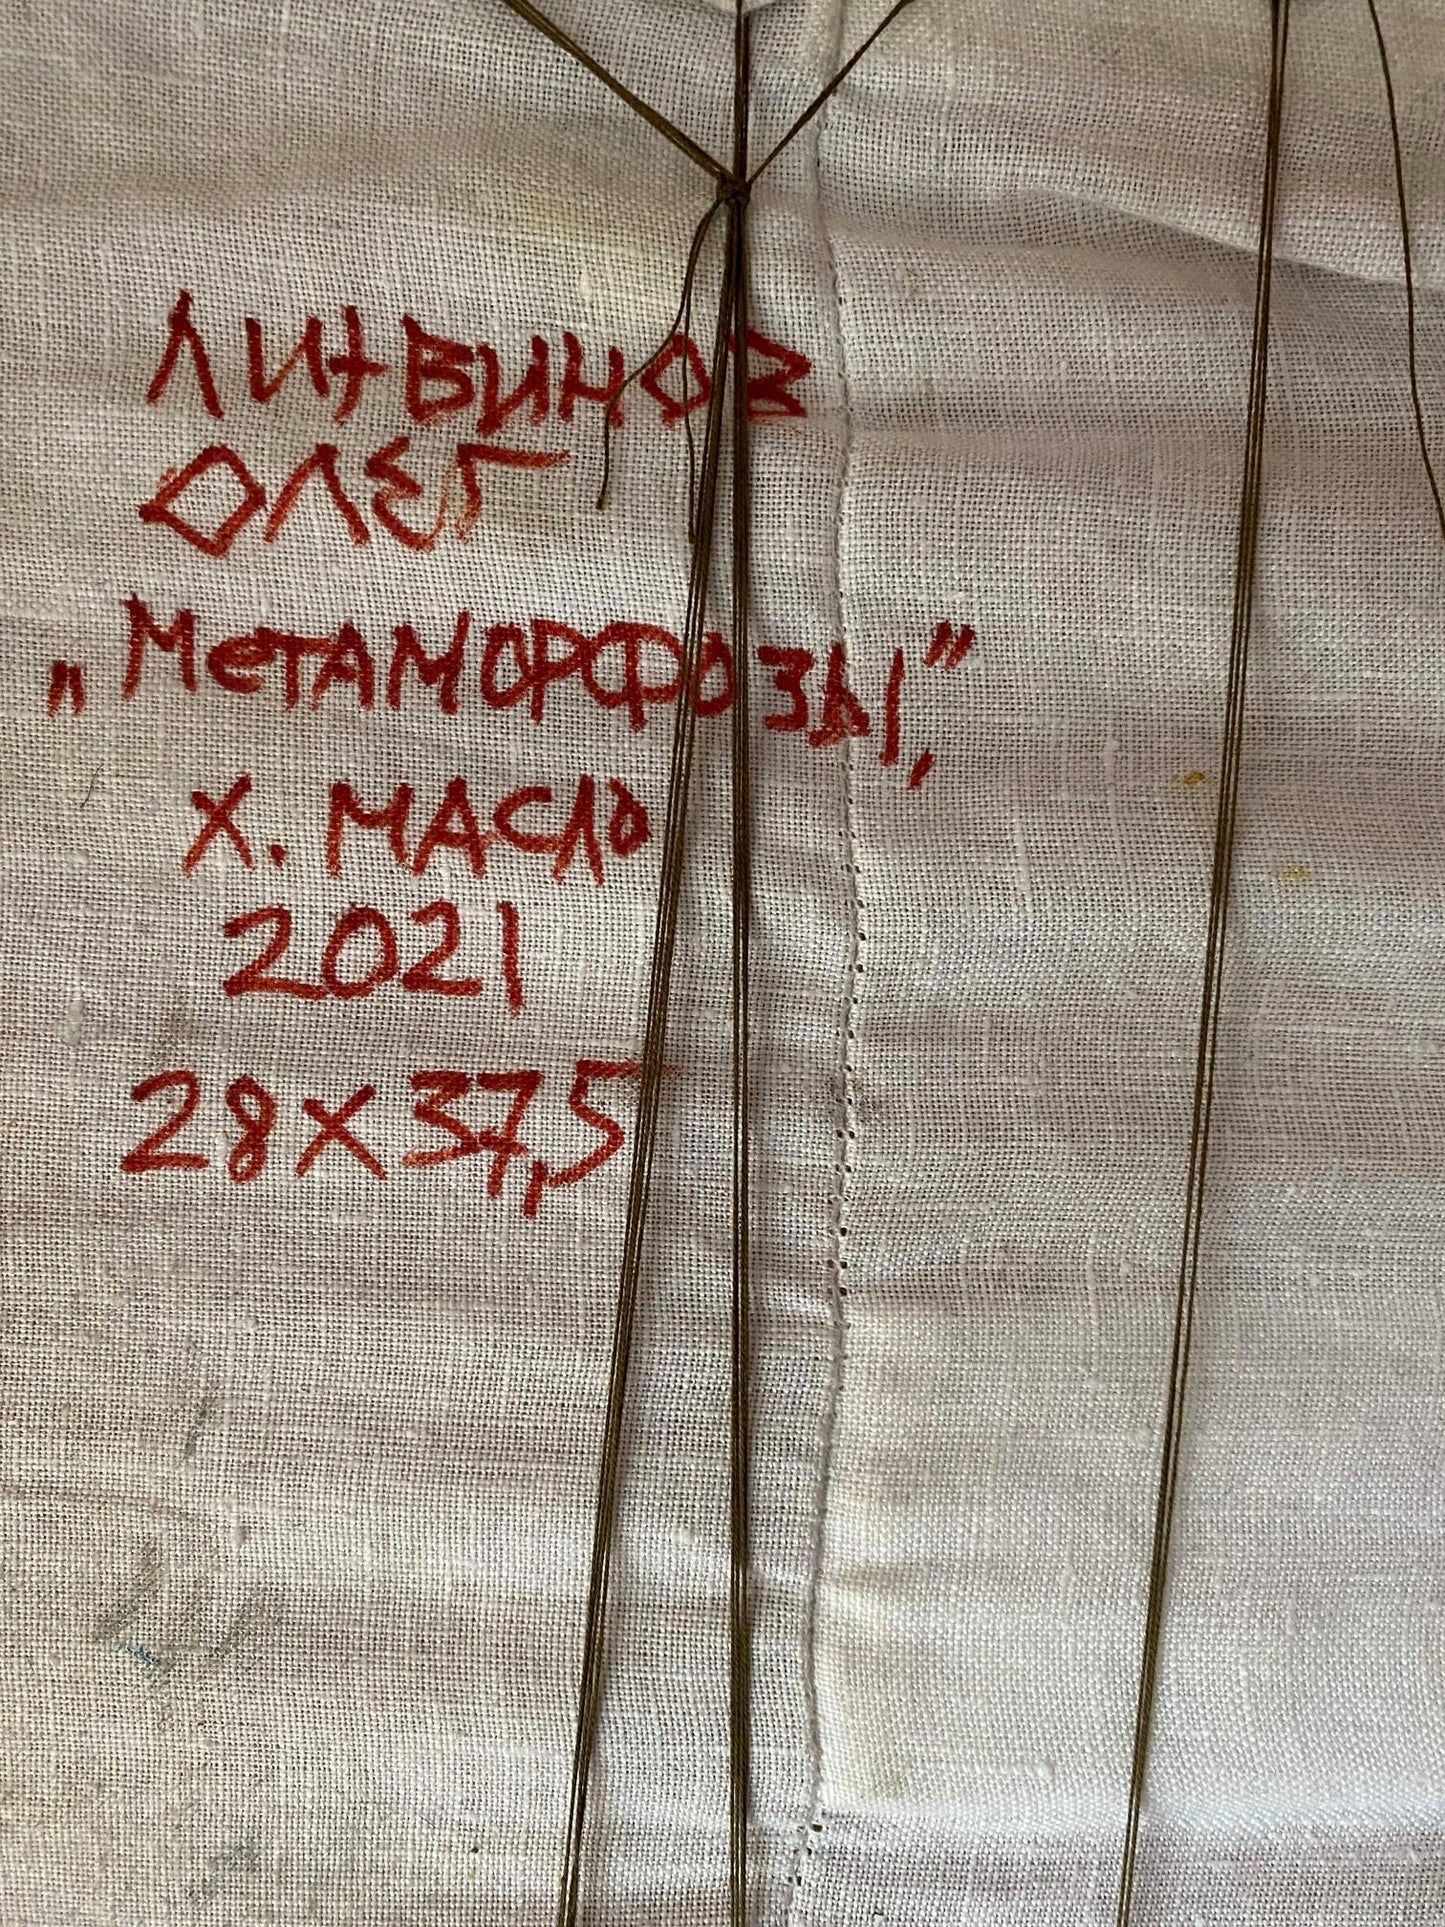 ЛИТВИНОВ
ОЛЕГ
„МЕТАМОРФОЗЫ,”
Х. МАСЛО
2021
28х37,5